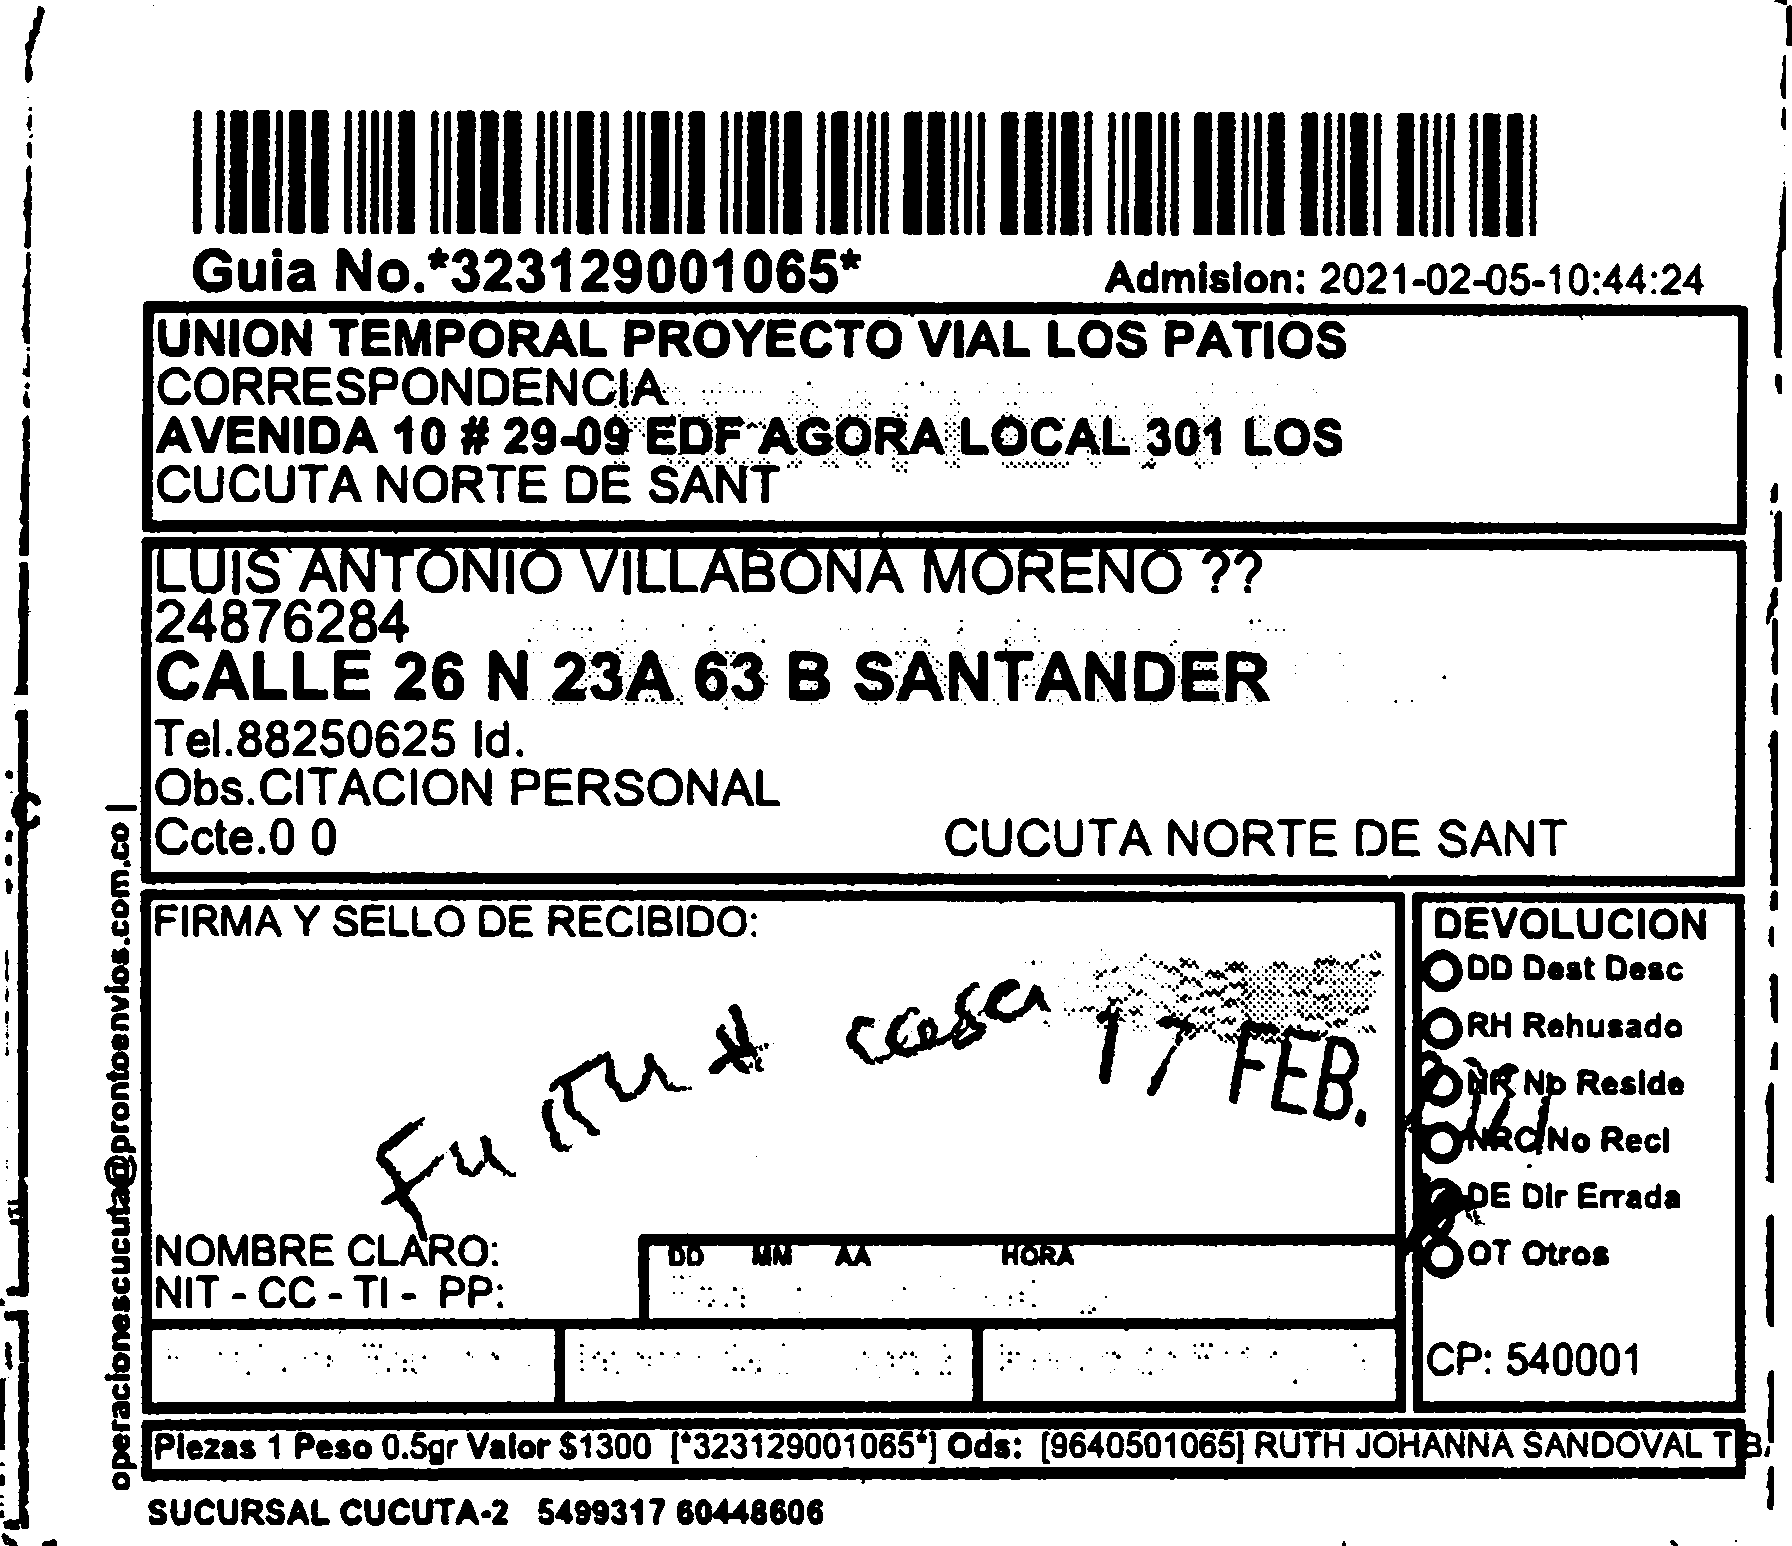 Guia No.*323129001065*
Admision: 2021-02-05-10:44:24
UNION TEMPORAL PROYECTO VIAL LOS PATIOS
CORRESPONDENCIA
AVENIDA 10 # 29-09 EDF AGORA LOCAL 301 LOS
CUCUTA NORTE DE SANT
LUIS ANTONIO VILLABONA MORENO ??
24876284
CALLE 26 N 23A 63 B SANTANDER
Tel.88250625 Id.
Obs.CITACION PERSONAL
Ccte.0 0
CUCUTA NORTE DE SANT
operacionescucuta@prontoenvios.com.co |
FIRMA Y SELLO DE RECIBIDO:
casa 17 FEB.
NOMBRE CLARO:
NIT - CC - TI - PP:
DD MM AA HORA
DEVOLUCION
DD Dest Desc
RH Rehusado
NR No Reside
NRC No Recl
DE Dir Errada
OT Otros
CP: 540001
Piezas 1 Peso 0.5gr Valor $1300 [*323129001065*] Ods: [9640501065] RUTH JOHANNA SANDOVAL T B
SUCURSAL CUCUTA-2 5499317 60448606